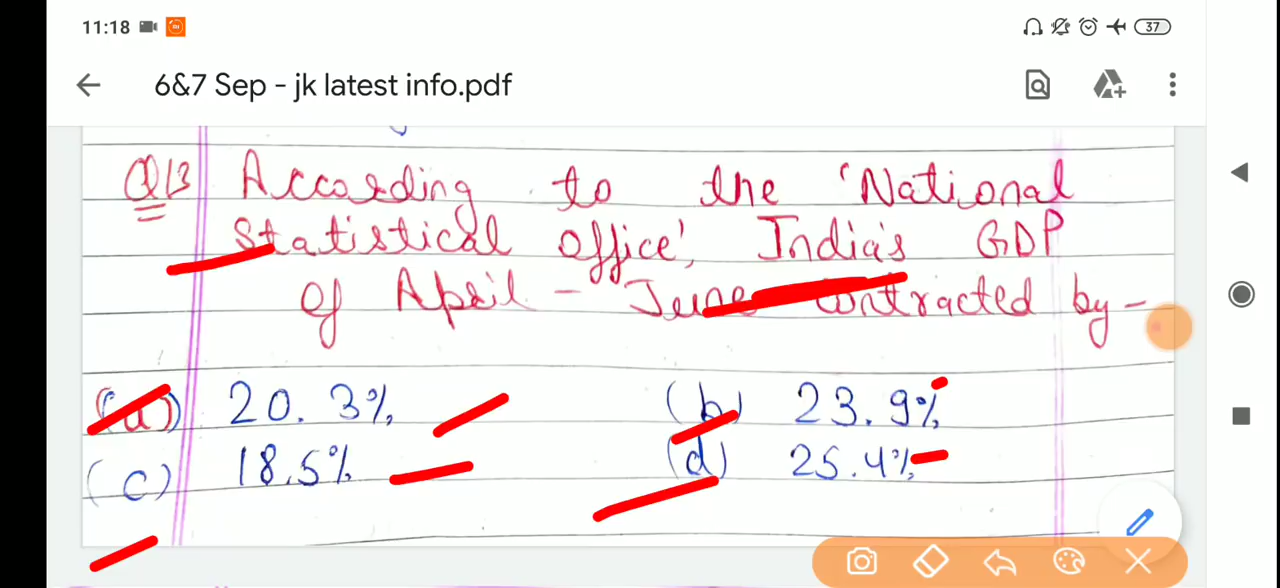 11:18
37
6&7 Sep - jk latest info.pdf
Q13 According to the 'National
Statistical Office', India's GDP
of April - June contracted by -
(a) 20.3% (b) 23.9%
(c) 18.5% (d) 25.4%